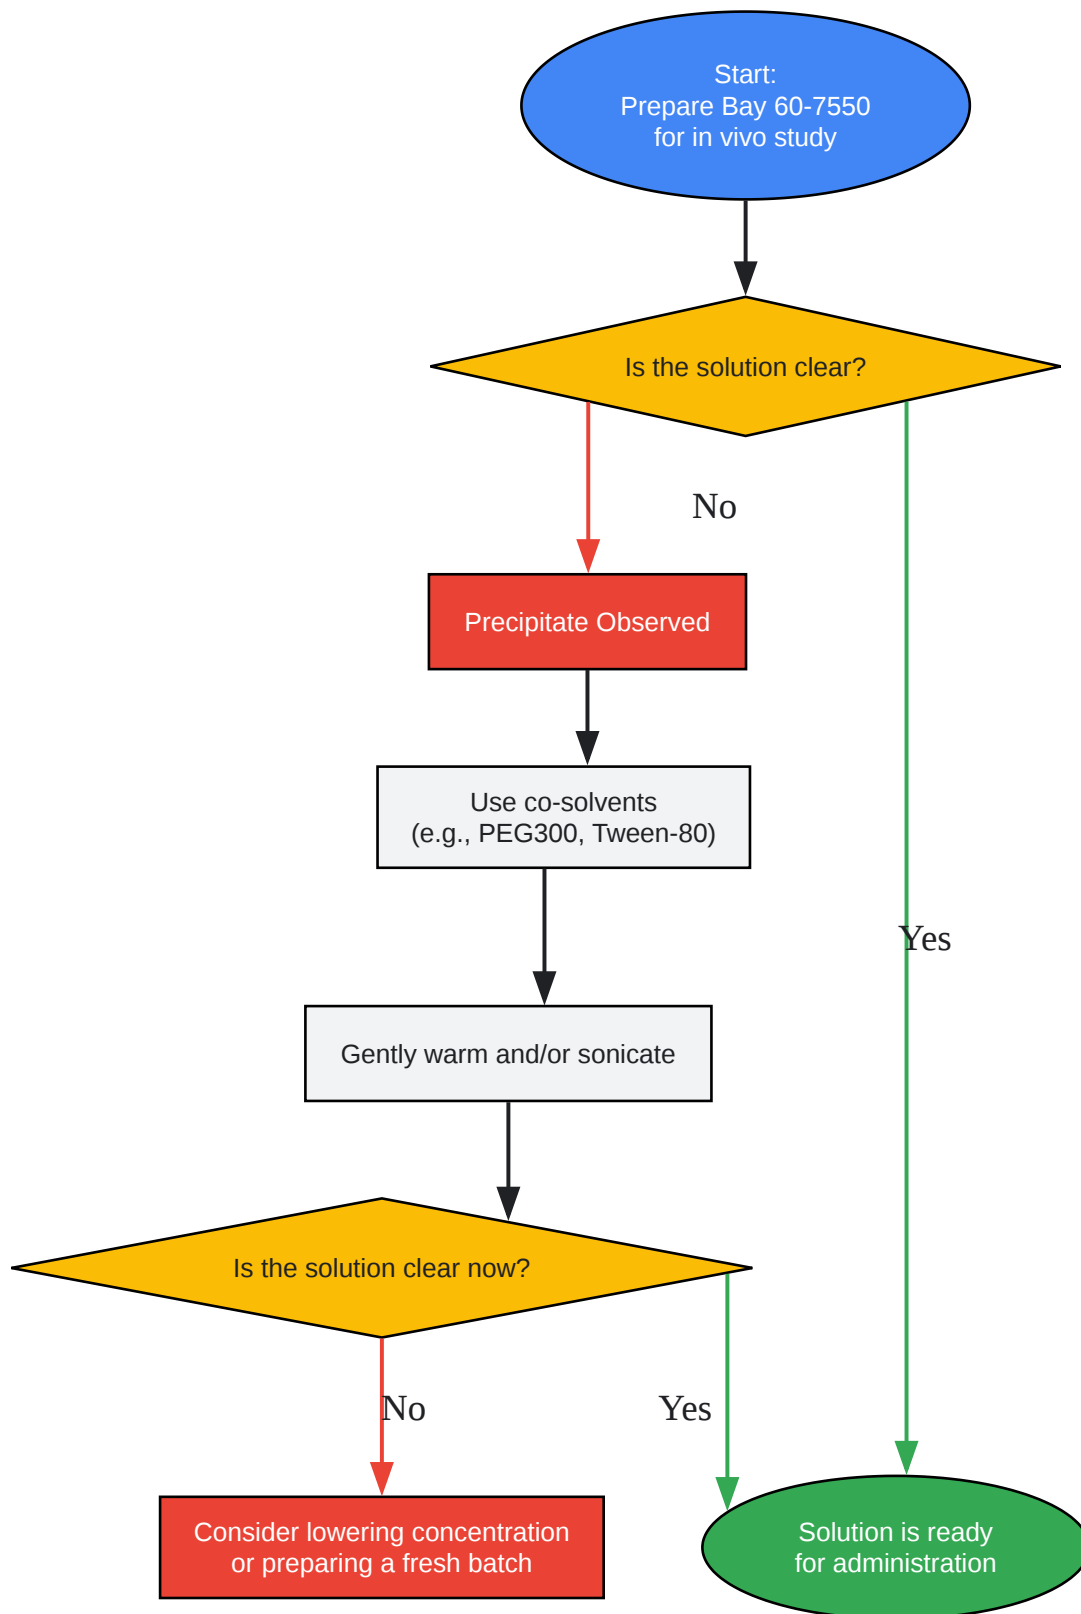 Start:
Prepare Bay 60-7550
for in vivo study
Is the solution clear?
No
Precipitate Observed
Use co-solvents
(e.g., PEG300, Tween-80)
Yes
Gently warm and/or sonicate
Is the solution clear now?
No
Yes
Consider lowering concentration
or preparing a fresh batch
Solution is ready
for administration